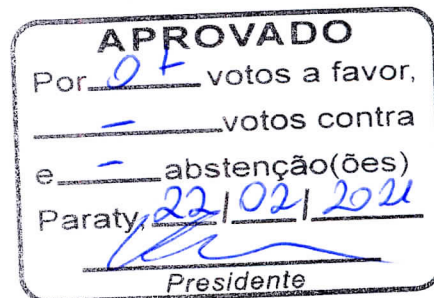 APROVADO
Por 07 votos a favor,
- votos contra
e - abstenção(ões)
Paraty, 22/02/2021
Presidente